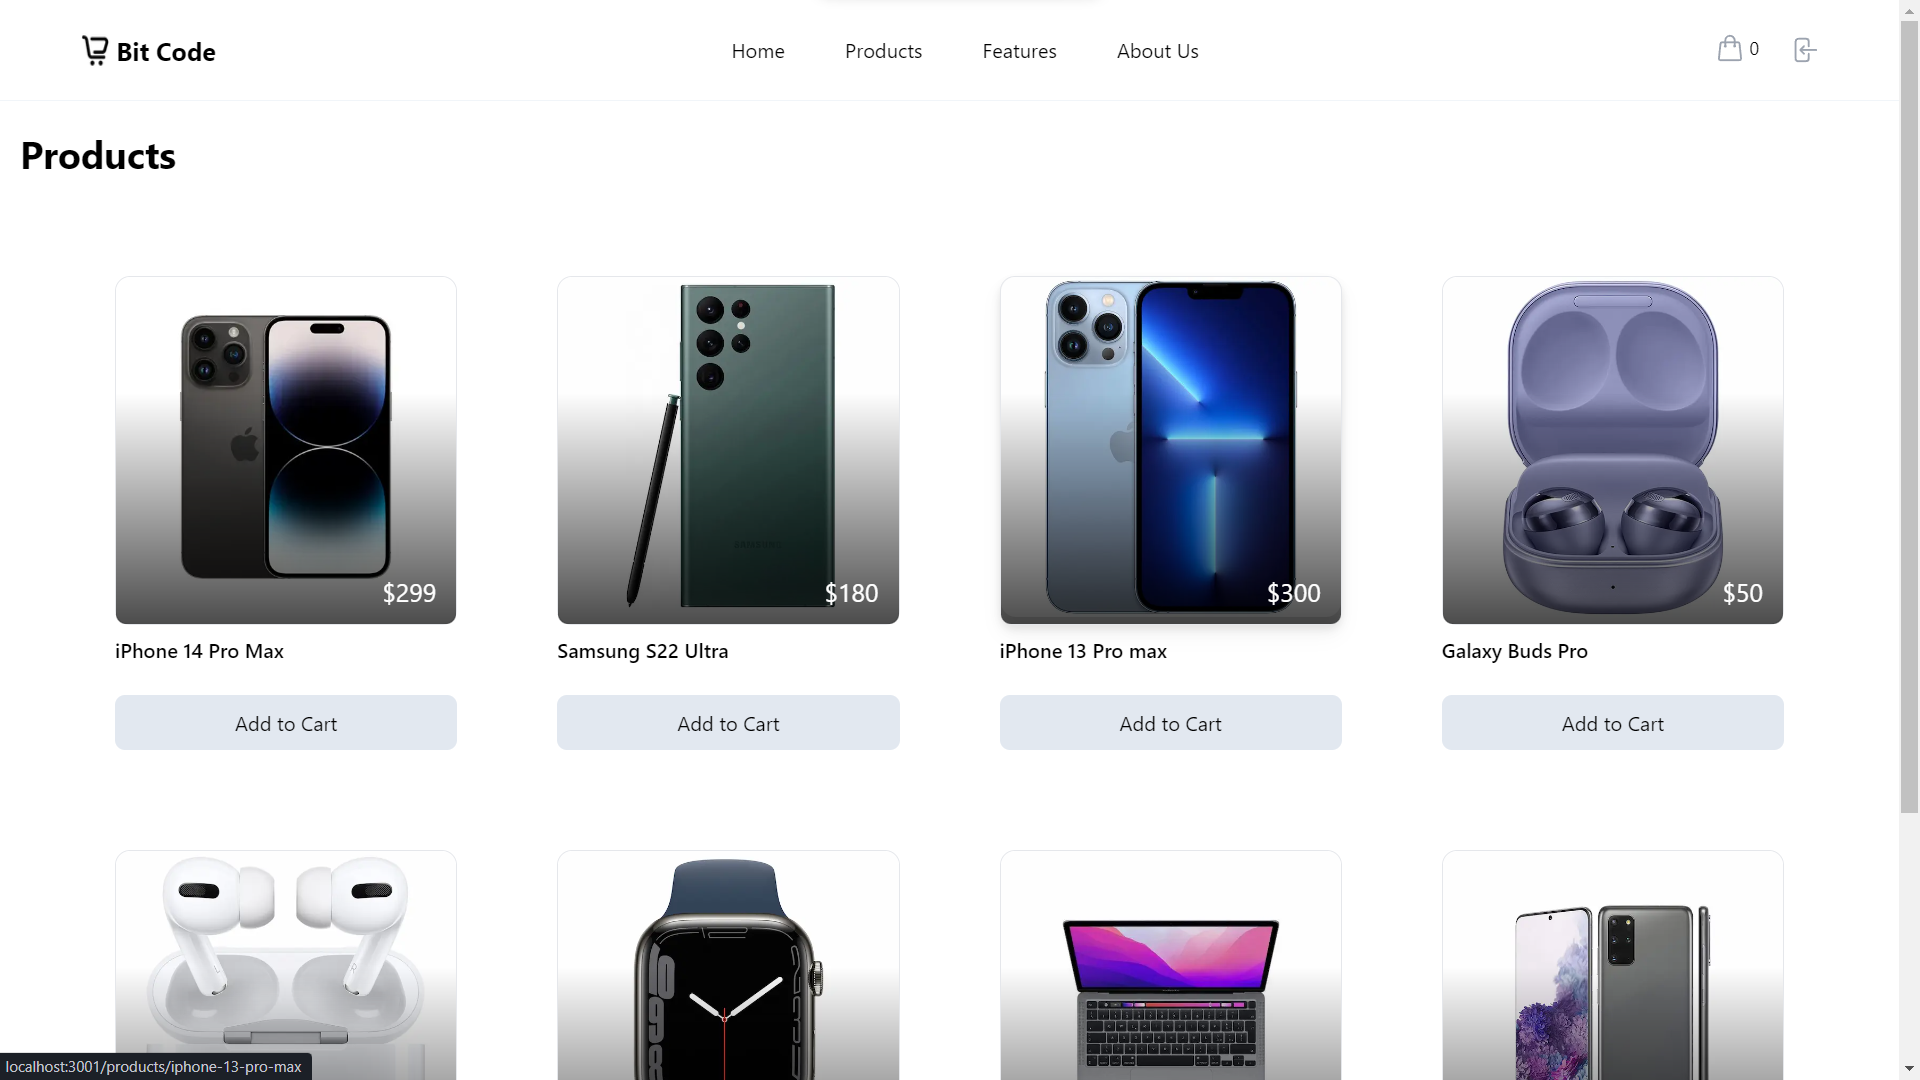 Bit Code
Home
Products
Features
About Us
0
Products
$299
$180
$300
$50
iPhone 14 Pro Max
Samsung S22 Ultra
iPhone 13 Pro max
Galaxy Buds Pro
Add to Cart
Add to Cart
Add to Cart
Add to Cart
localhost:3001/products/iphone-13-pro-max